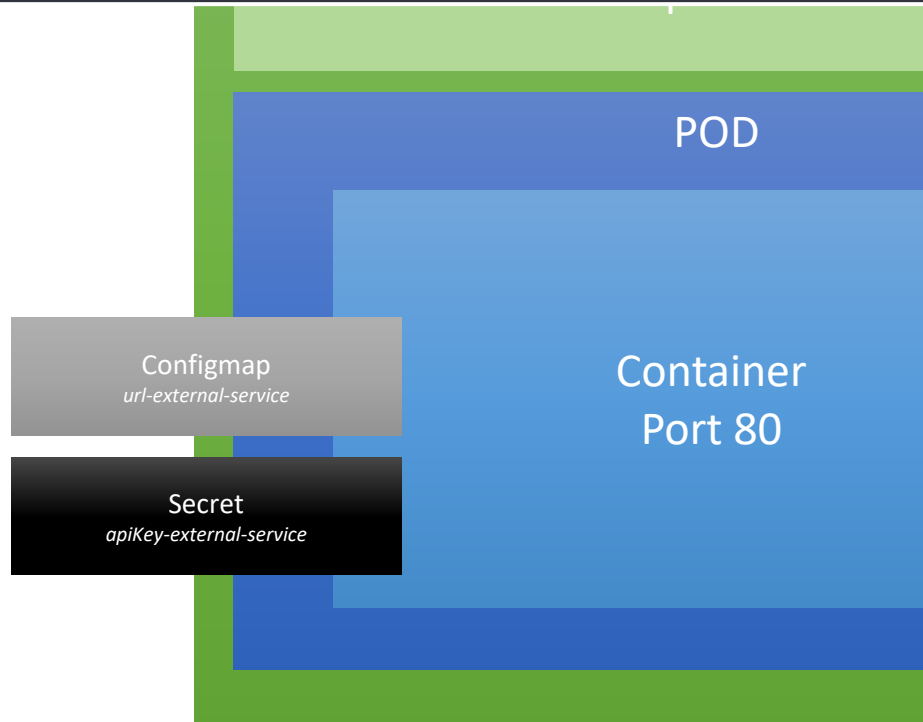 POD
Configmap
url-external-service
Container
Port 80
Secret
apiKey-external-service